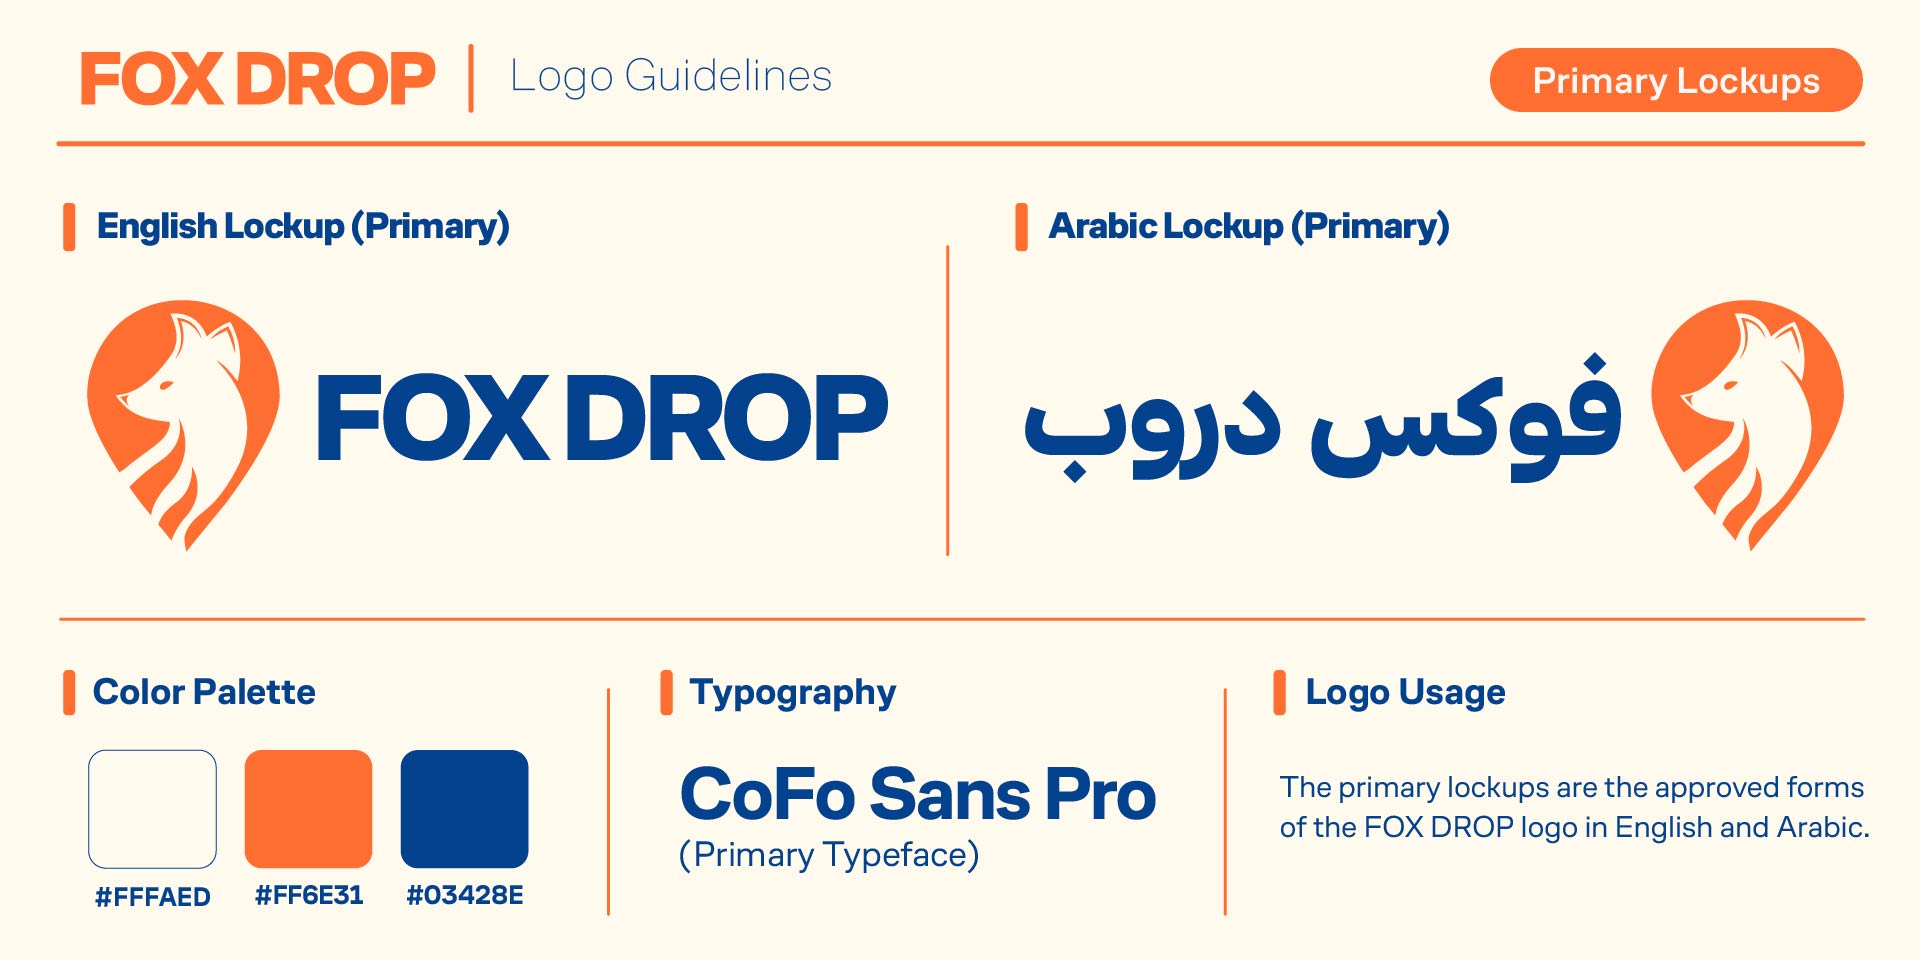 FOX DROP
Logo Guidelines
Primary Lockups
English Lockup (Primary)
FOX DROP
Arabic Lockup (Primary)
فوكس دروب
Color Palette
#FFFAED
#FF6E31
#03428E
Typography
CoFo Sans Pro
(Primary Typeface)
Logo Usage
The primary lockups are the approved forms
of the FOX DROP logo in English and Arabic.